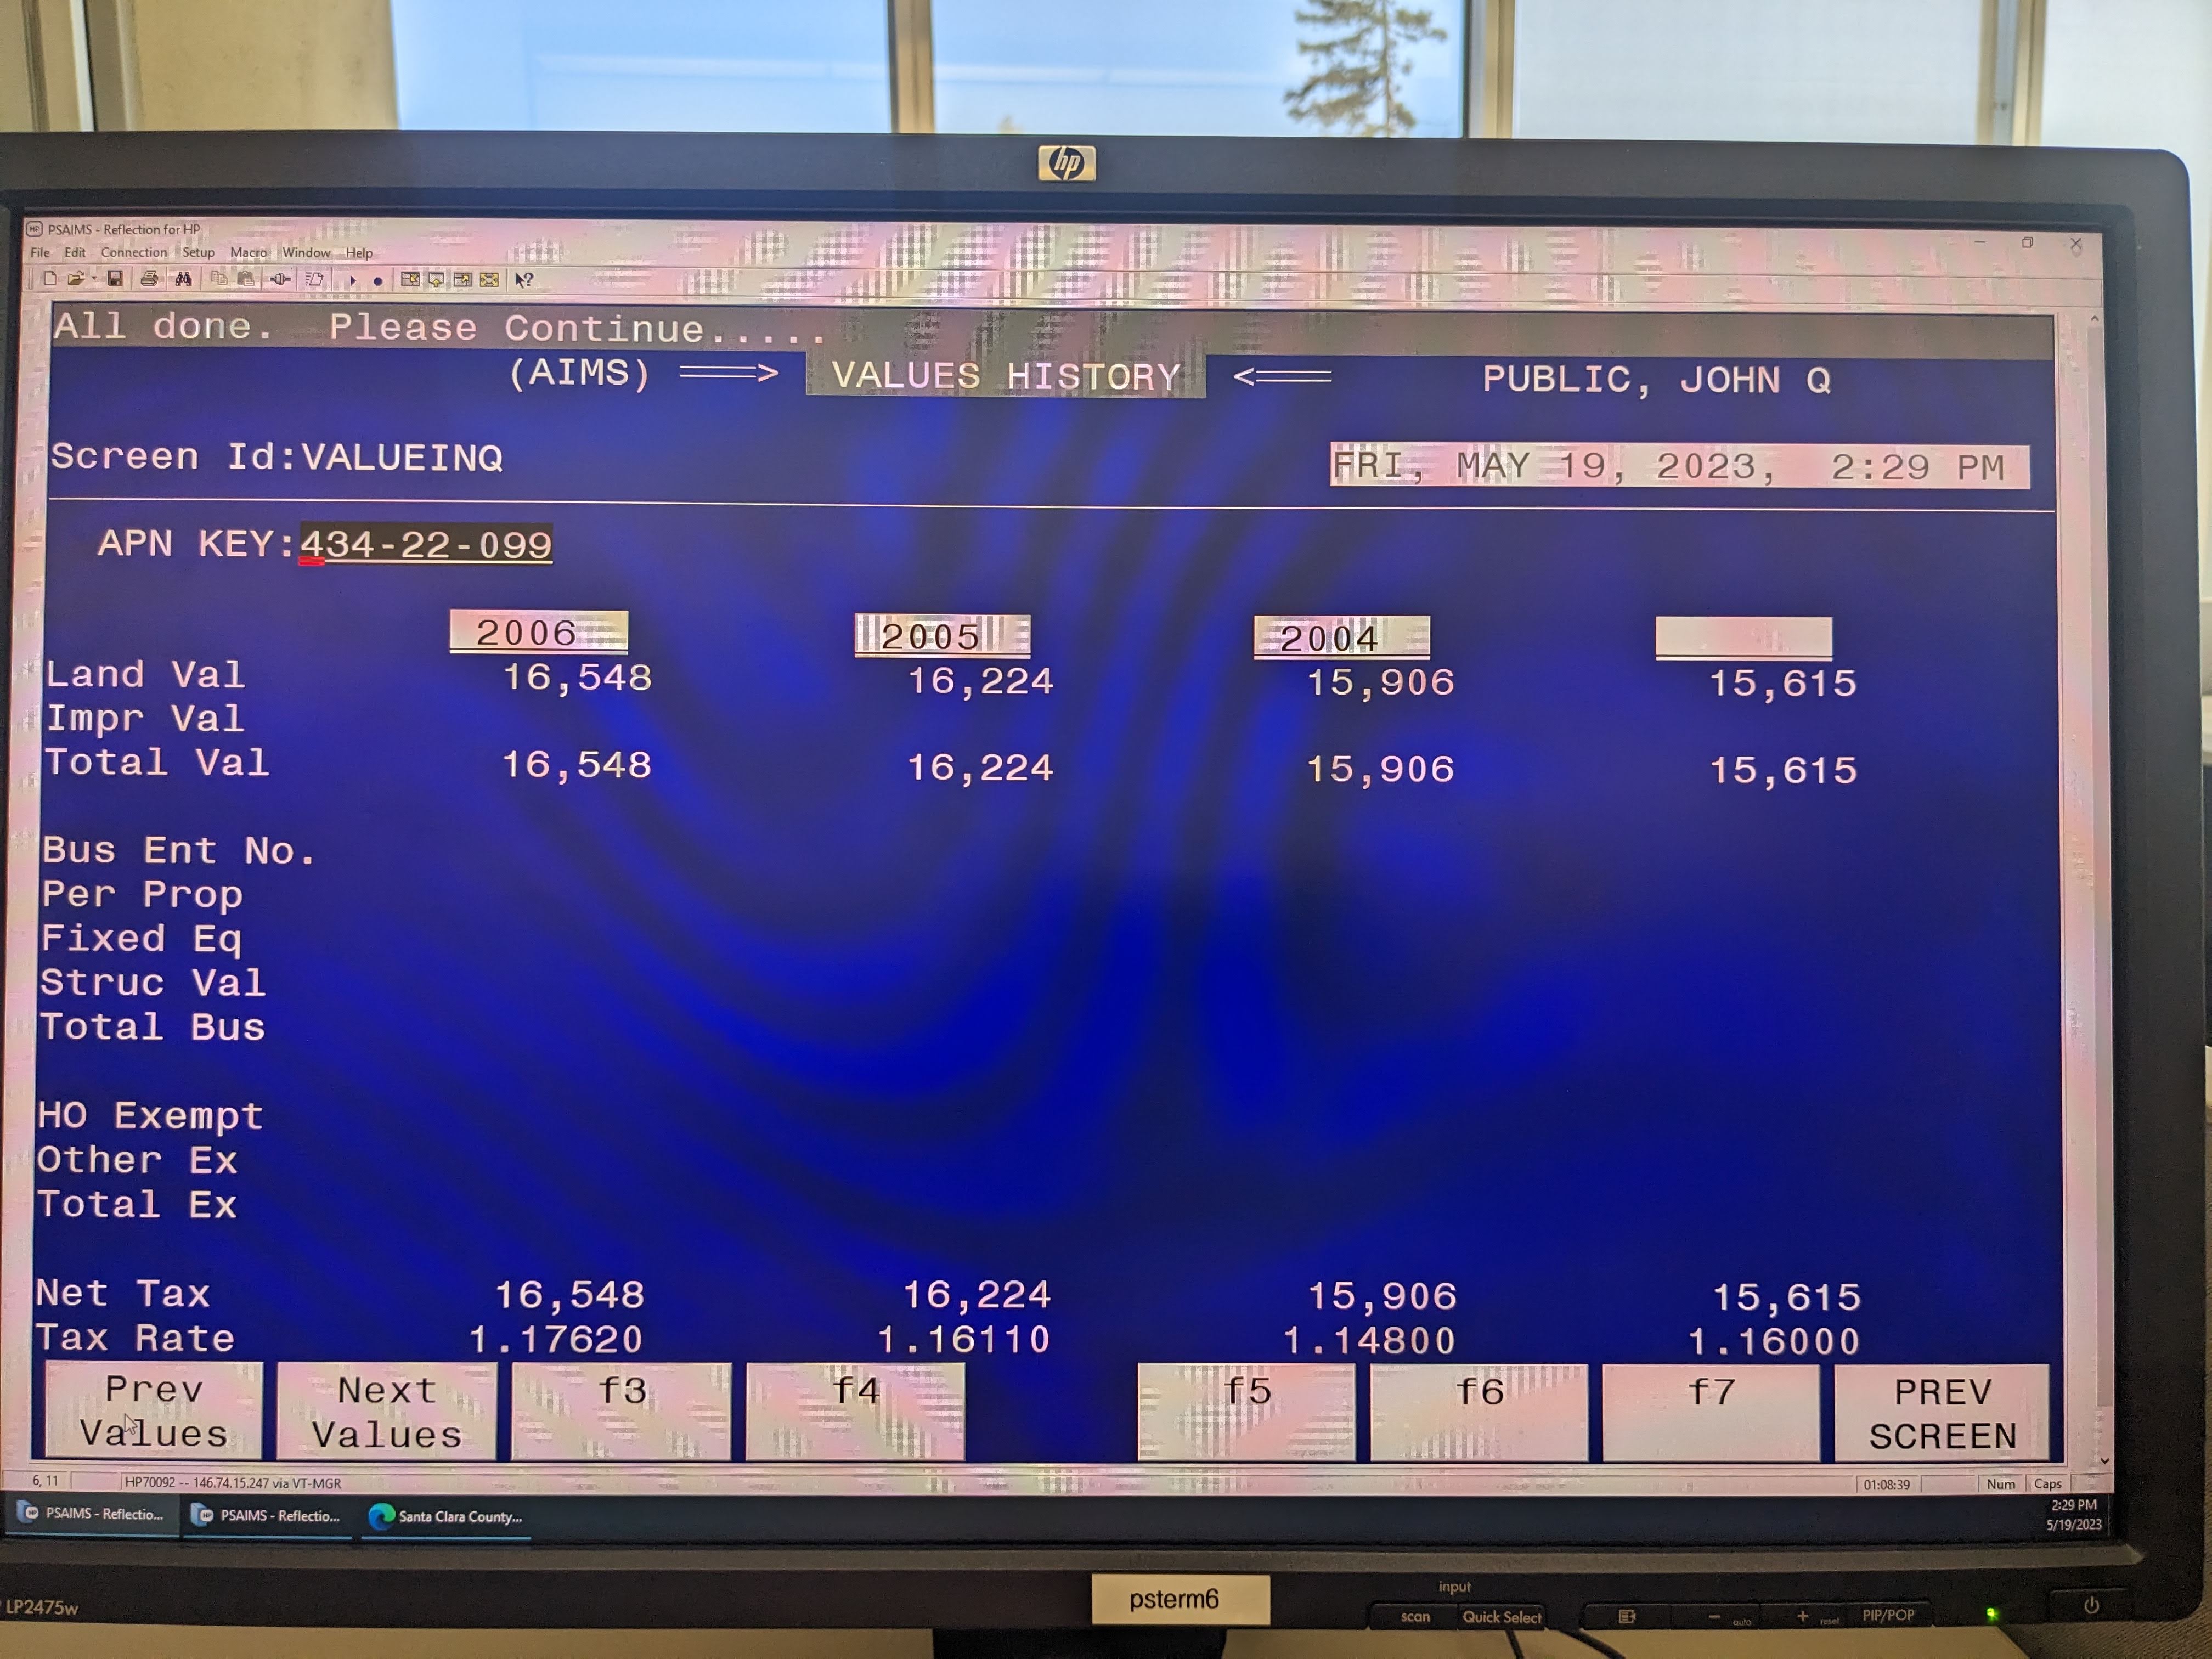 hp
PSAIMS - Reflection for HP
File Edit Connection Setup Macro Window Help
All done. Please Continue.....
(AIMS) ===> VALUES HISTORY <=== PUBLIC, JOHN Q
Screen Id:VALUEINQ FRI, MAY 19, 2023, 2:29 PM
APN KEY:434-22-099
2006 2005 2004
Land Val 16,548 16,224 15,906 15,615
Impr Val
Total Val 16,548 16,224 15,906 15,615
Bus Ent No.
Per Prop
Fixed Eq
Struc Val
Total Bus
HO Exempt
Other Ex
Total Ex
Net Tax 16,548 16,224 15,906 15,615
Tax Rate 1.17620 1.16110 1.14800 1.16000
Prev Next f3 f4 f5 f6 f7 PREV
Values Values SCREEN
6, 11 HP70092 -- 146.74.15.247 via VT-MGR 01:08:39 Num Caps
PSAIMS - Reflectio... PSAIMS - Reflectio... Santa Clara County... 2:29 PM
5/19/2023
LP2475w psterm6 input
scan Quick Select - auto + reset PIP/POP